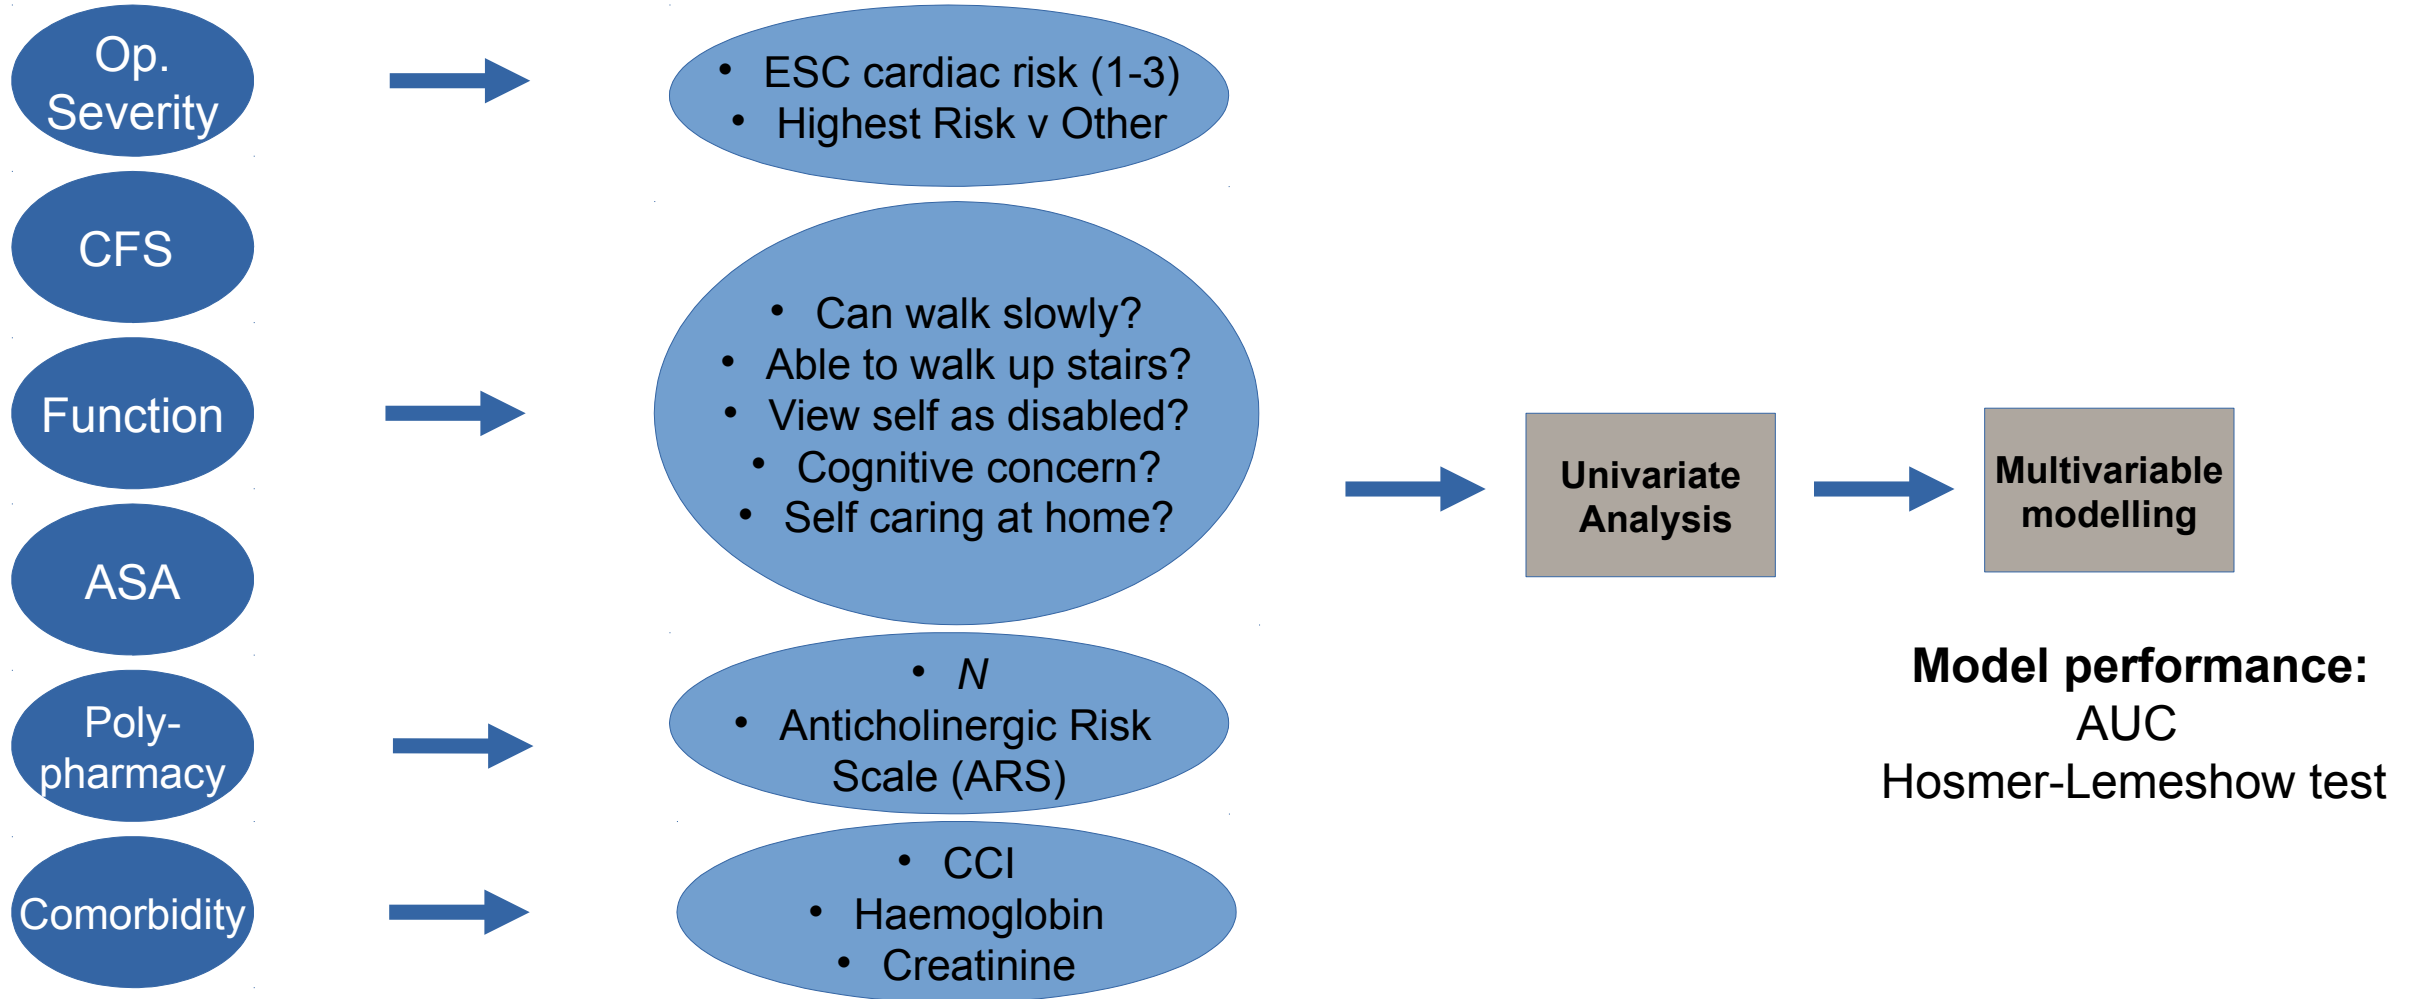 Op.
Severity
• ESC cardiac risk (1-3)
• Highest Risk v Other
CFS
Function
• Can walk slowly?
• Able to walk up stairs?
• View self as disabled?
• Cognitive concern?
• Self caring at home?
ASA
Poly-
pharmacy
• N
• Anticholinergic Risk
Scale (ARS)
Comorbidity
• CCI
• Haemoglobin
• Creatinine
Univariate
Analysis
Multivariable
modelling
Model performance:
AUC
Hosmer-Lemeshow test